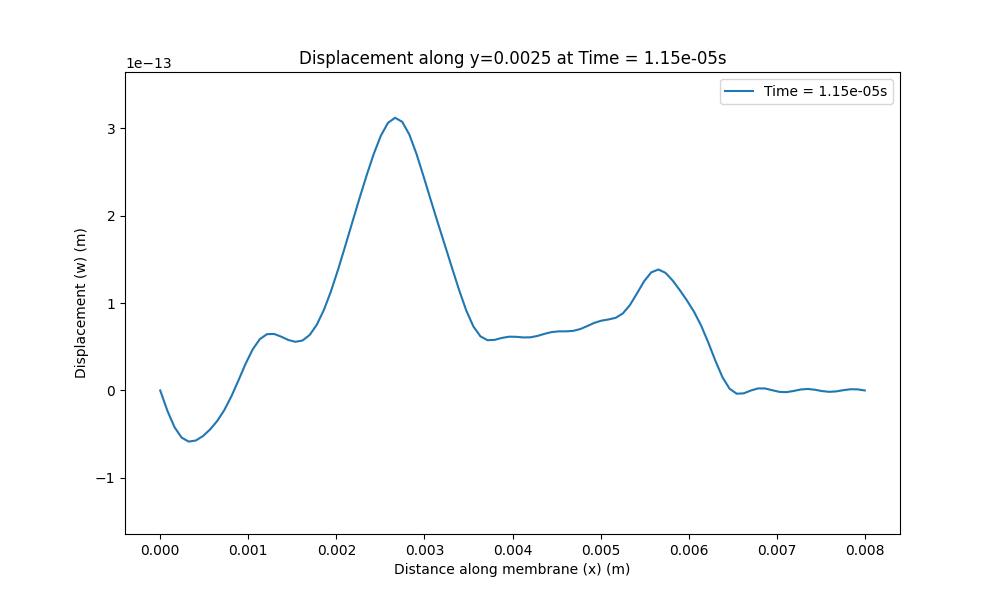 Displacement along y=0.0025 at Time = 1.15e-05s
1e−13
Time = 1.15e-05s
3
2
1
0
−1
Displacement (w) (m)
0.000 0.001 0.002 0.003 0.004 0.005 0.006 0.007 0.008
Distance along membrane (x) (m)